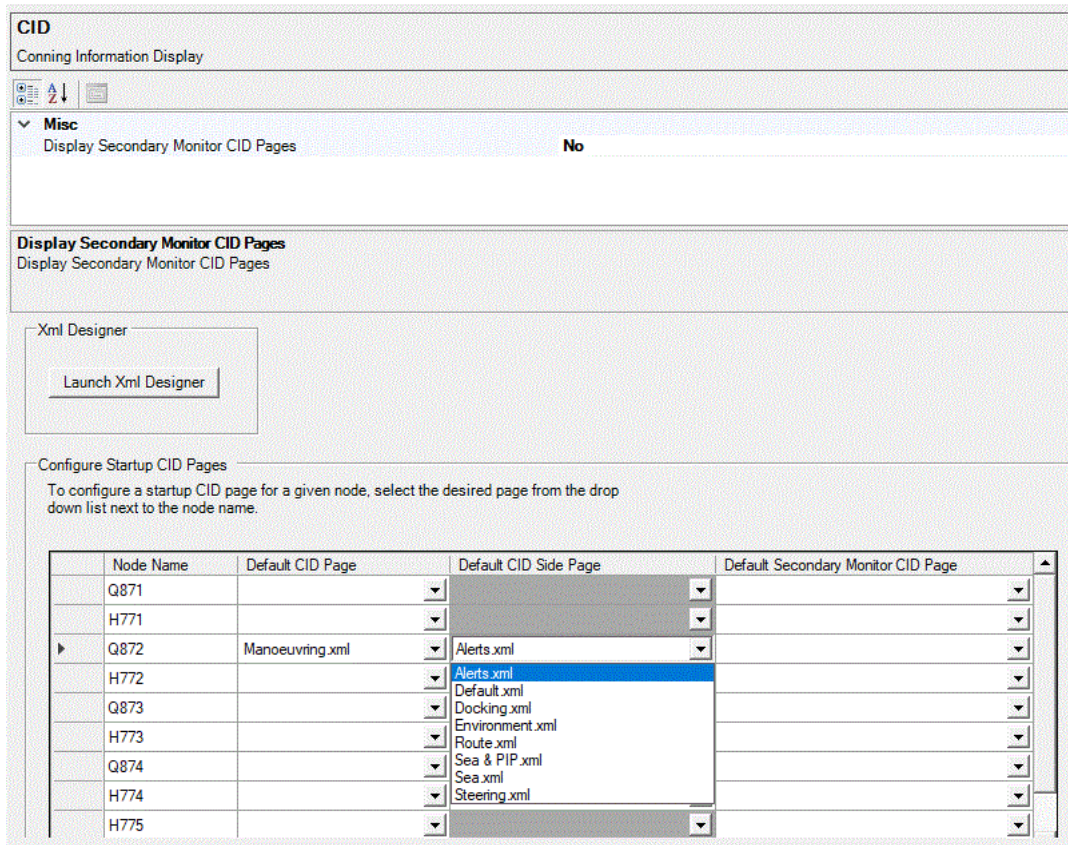 CID
Conning Information Display
Misc
Display Secondary Monitor CID Pages No
Display Secondary Monitor CID Pages
Display Secondary Monitor CID Pages
Xml Designer
Launch Xml Designer
Configure Startup CID Pages
To configure a startup CID page for a given node, select the desired page from the drop
down list next to the node name.
Node Name Default CID Page Default CID Side Page Default Secondary Monitor CID Page
Q871
H771
Q872 Manoeuvring.xml Alerts.xml
H772
Q873
H773
Q874
H774
H775
Alerts.xml
Default.xml
Docking.xml
Environment.xml
Route.xml
Sea & PIP.xml
Sea.xml
Steering.xml